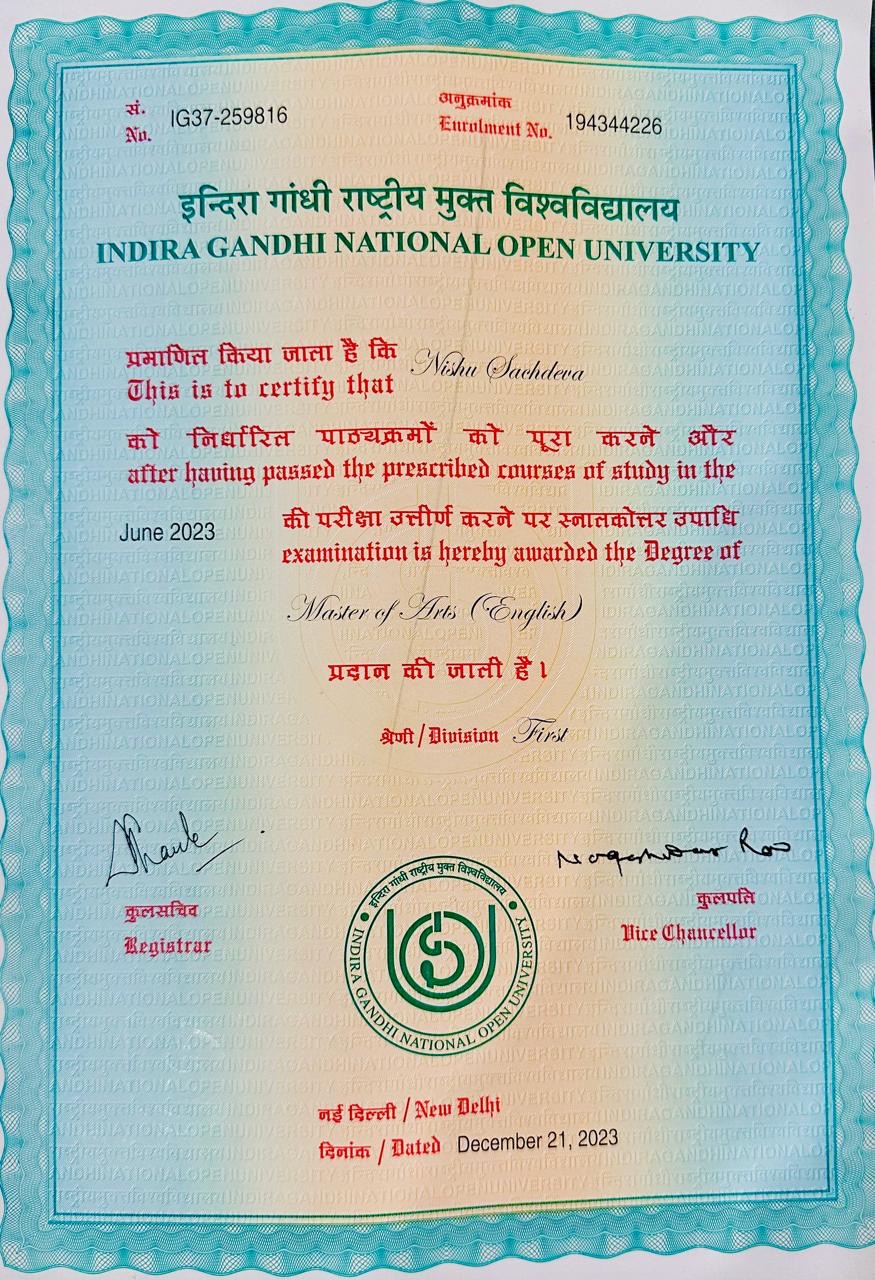 सं.
No. IG37-259816
अनुक्रमांक
Enrolment No. 194344226
इन्दिरा गांधी राष्ट्रीय मुक्त विश्वविद्यालय
INDIRA GANDHI NATIONAL OPEN UNIVERSITY
प्रमाणित किया जाता है कि
This is to certify that Nishu Sachdeva
को निर्धारित पाठ्यक्रमों को पूरा करने और
after having passed the prescribed courses of study in the
June 2023 की परीक्षा उत्तीर्ण करने पर स्नातकोत्तर उपाधि
examination is hereby awarded the Degree of
Master of Arts (English)
प्रदान की जाती है।
श्रेणी / Division First
Nageshwar Rao
कुलसचिव
Registrar
कुलपति
Vice Chancellor
इन्दिरा गांधी राष्ट्रीय मुक्त विश्वविद्यालय
INDIRA GANDHI NATIONAL OPEN UNIVERSITY
नई दिल्ली / New Delhi
दिनांक / Dated December 21, 2023